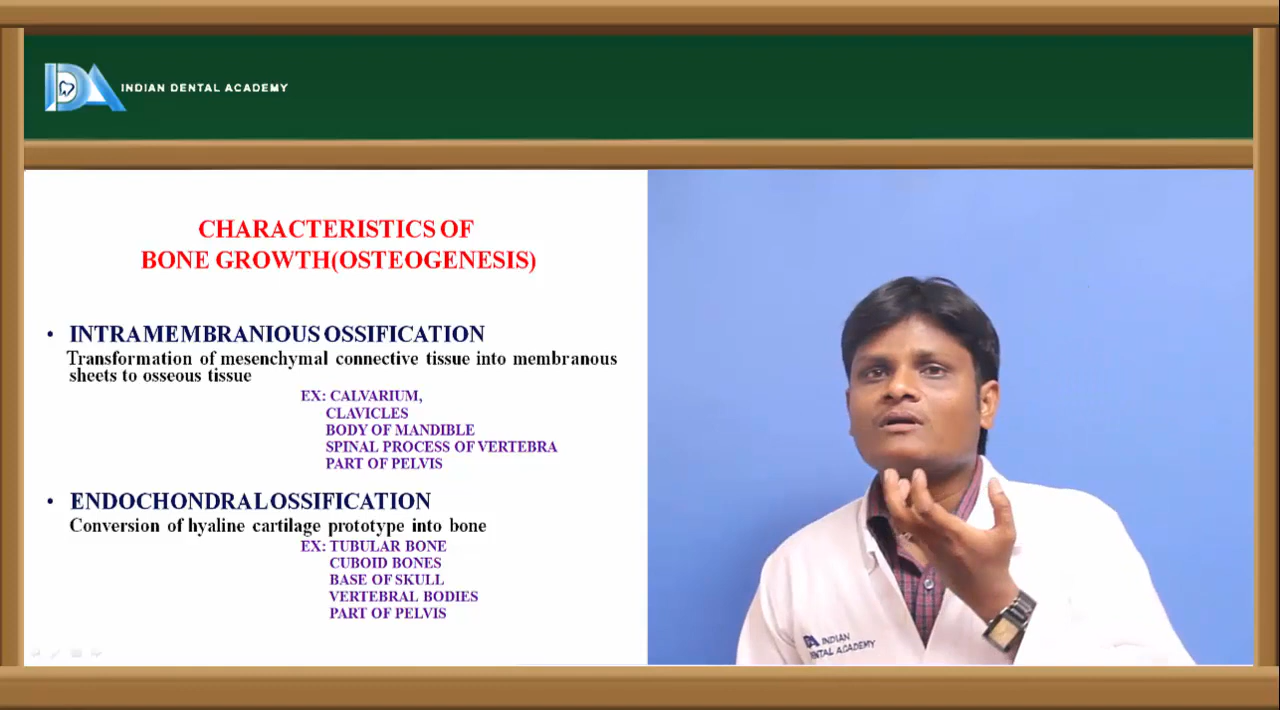 INDIAN DENTAL ACADEMY
CHARACTERISTICS OF
BONE GROWTH(OSTEOGENESIS)
• INTRAMEMBRANIOUS OSSIFICATION
Transformation of mesenchymal connective tissue into membranous
sheets to osseous tissue
EX: CALVARIUM,
CLAVICLES
BODY OF MANDIBLE
SPINAL PROCESS OF VERTEBRA
PART OF PELVIS
• ENDOCHONDRAL OSSIFICATION
Conversion of hyaline cartilage prototype into bone
EX: TUBULAR BONE
CUBOID BONES
BASE OF SKULL
VERTEBRAL BODIES
PART OF PELVIS
INDIAN
DENTAL ACADEMY